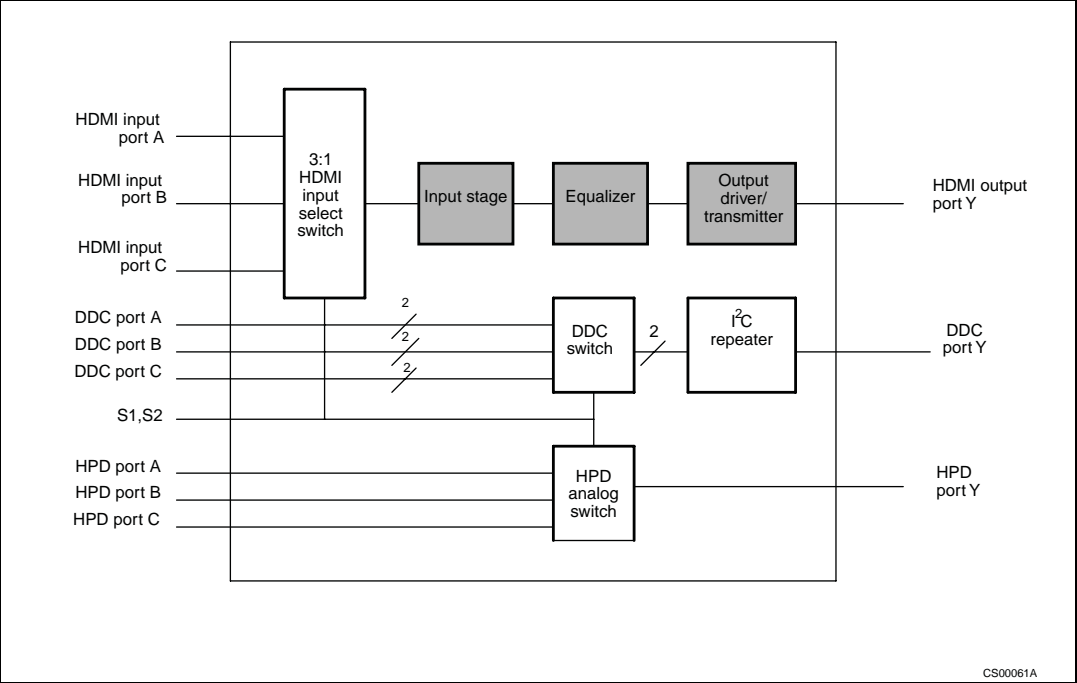 HDMI input
port A
HDMI input
port B
HDMI input
port C
3:1
HDMI
input
select
switch
Input stage
Equalizer
Output
driver/
transmitter
HDMI output
port Y
DDC port A
DDC port B
DDC port C
2
2
2
DDC
switch
2
I²C
repeater
DDC
port Y
S1,S2
HPD port A
HPD port B
HPD port C
HPD
analog
switch
HPD
port Y
CS00061A